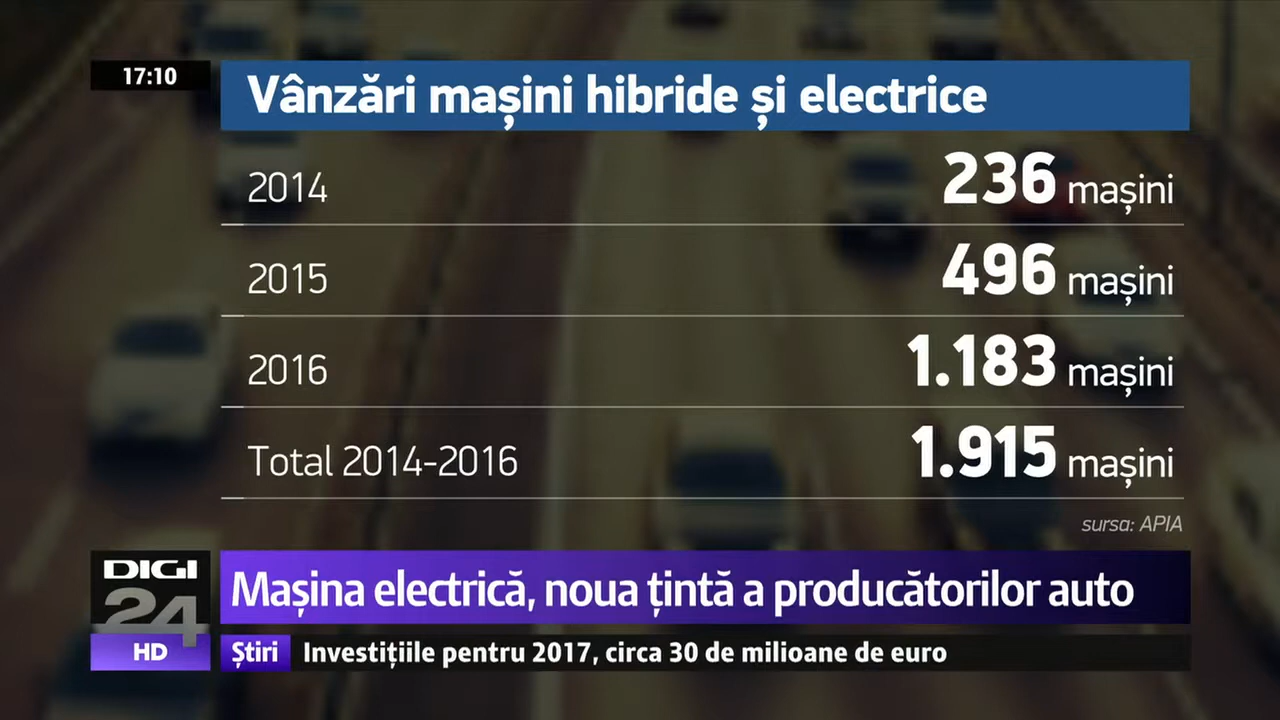 17:10
Vânzări mașini hibride și electrice
2014 236 mașini
2015 496 mașini
2016 1.183 mașini
Total 2014-2016 1.915 mașini
sursa: APIA
DIGI
24
HD
Mașina electrică, noua țintă a producătorilor auto
Știri Investițiile pentru 2017, circa 30 de milioane de euro